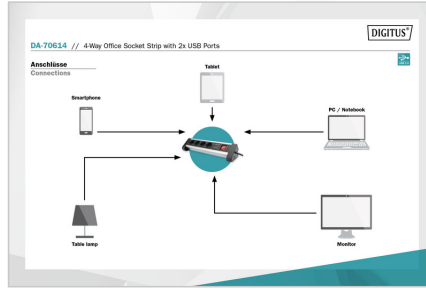 DIGITUS®
DA-70614 // 4-Way Office Socket Strip with 2x USB Ports
Anschlüsse
Connections
Tablet
Smartphone
PC / Notebook
Table lamp
Monitor